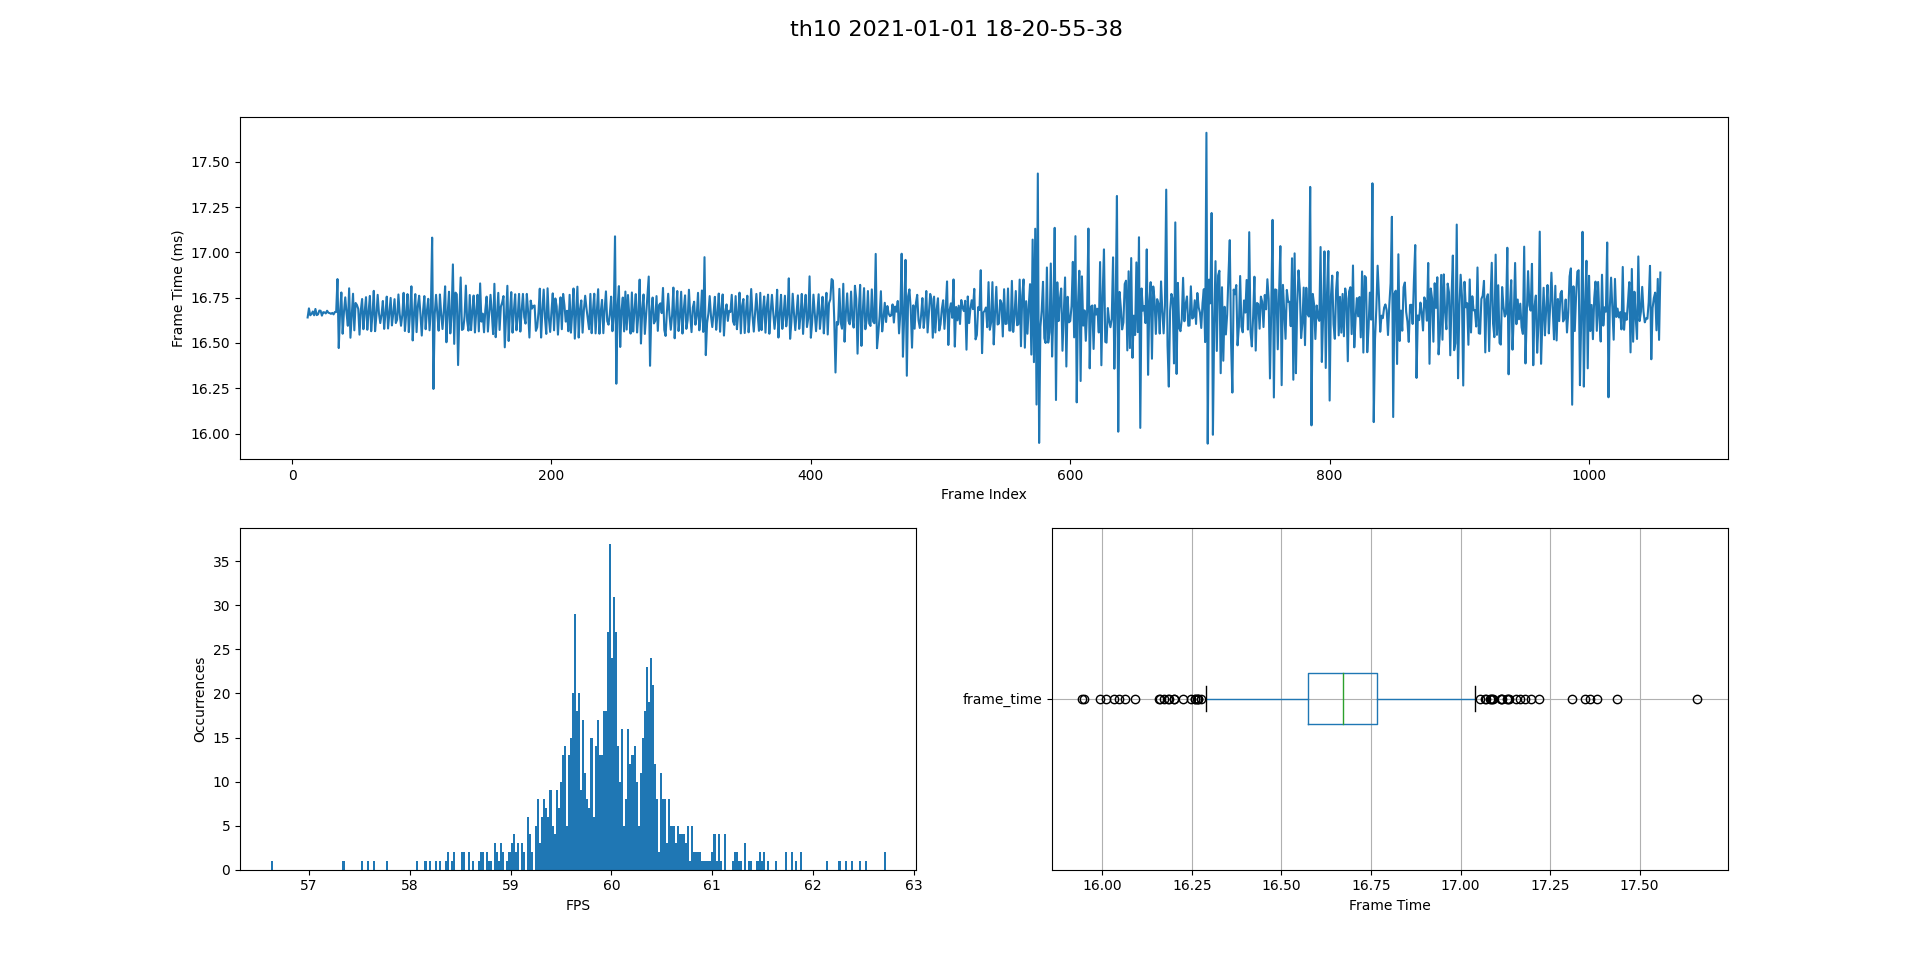 th10 2021-01-01 18-20-55-38
17.50
17.25
17.00
16.75
16.50
16.25
16.00
Frame Time (ms)
0 200 400 600 800 1000
Frame Index
35
30
25
20
15
10
5
0
Occurrences
57 58 59 60 61 62 63
FPS
frame_time
16.00 16.25 16.50 16.75 17.00 17.25 17.50
Frame Time